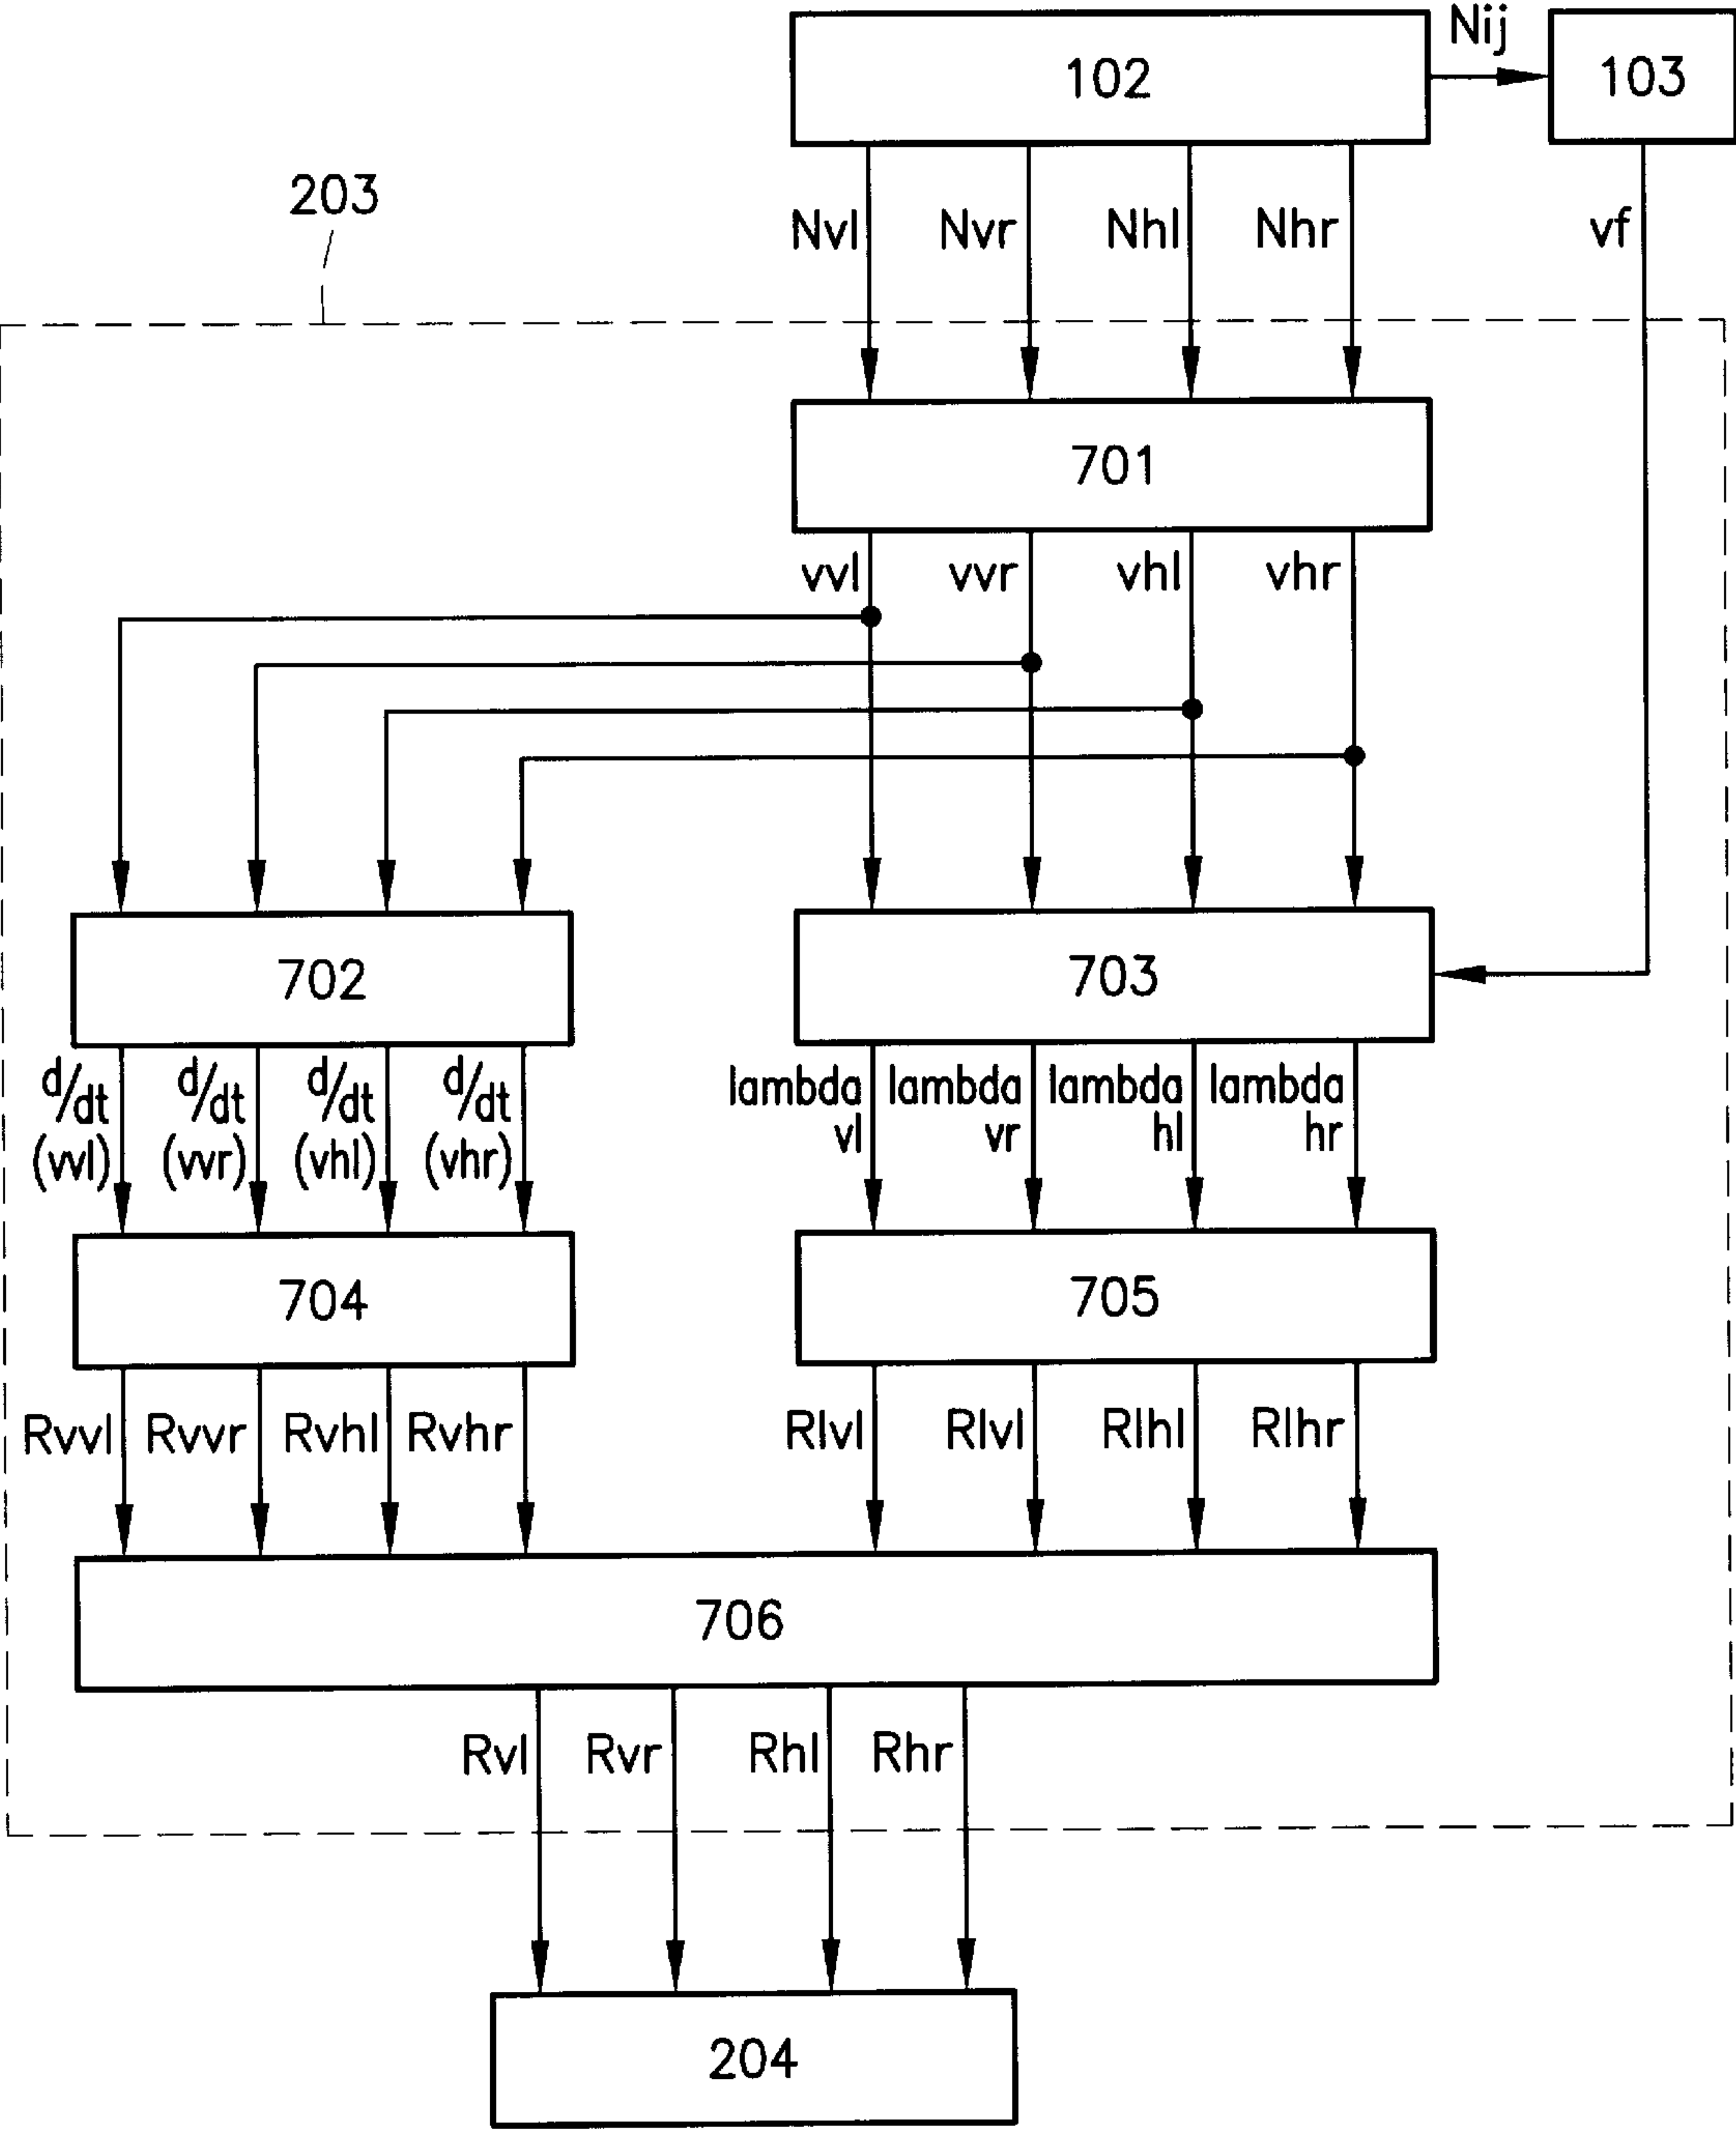 Nij
102
103
203
Nvl Nvr Nhl Nhr vf
701
vvl vvr vhl vhr
702
703
d/dt d/dt d/dt d/dt
(vvl) (vvr) (vhl) (vhr)
lambda lambda lambda lambda
vl vr hl hr
704
705
Rvvl Rvvr Rvhl Rvhr
Rlvl Rlvl Rlhl Rlhr
706
Rvl Rvr Rhl Rhr
204